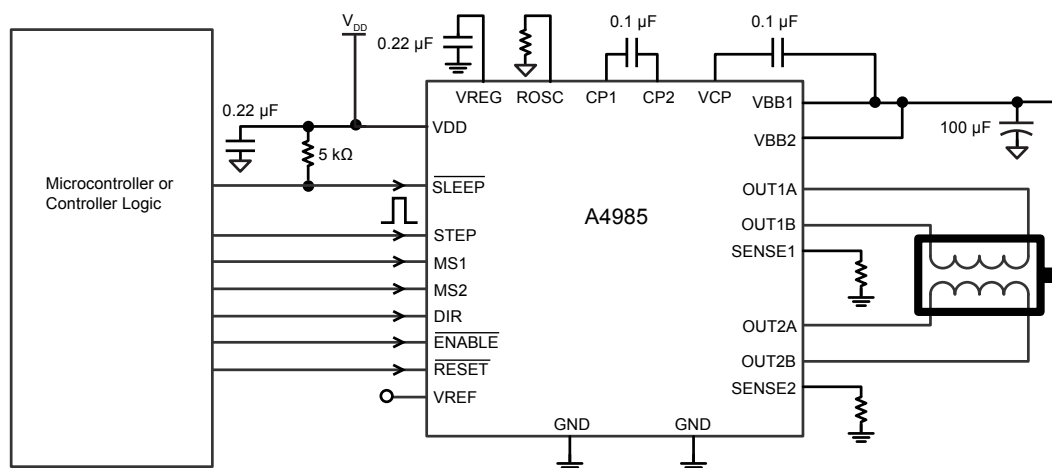 V_DD
0.22 µF
0.1 µF
0.1 µF
0.22 µF
VREG
ROSC
CP1
CP2
VCP
VBB1
VDD
100 µF
VBB2
5 kΩ
Microcontroller or
Controller Logic
SLEEP
OUT1A
A4985
OUT1B
STEP
SENSE1
MS1
MS2
DIR
OUT2A
ENABLE
OUT2B
RESET
SENSE2
VREF
GND
GND